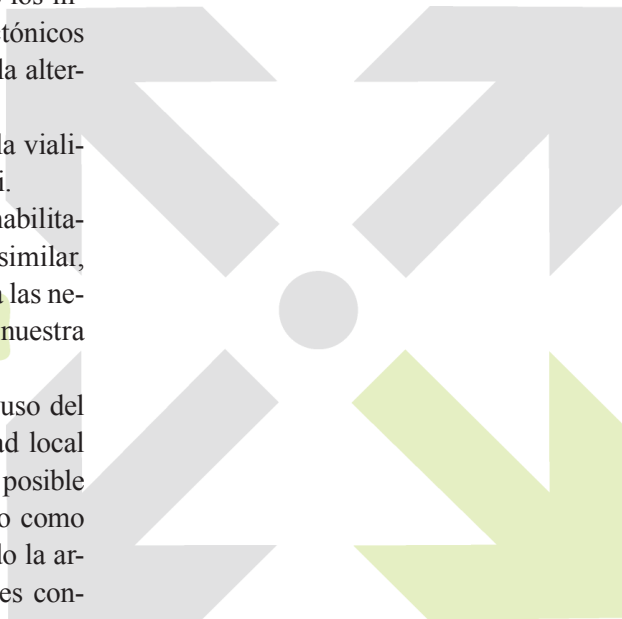 tónicos
la alter-
la viali-
i.
habilita-
similar,
a las ne-
nuestra
uso del
ad local
posible
o como
lo la ar-
es con-